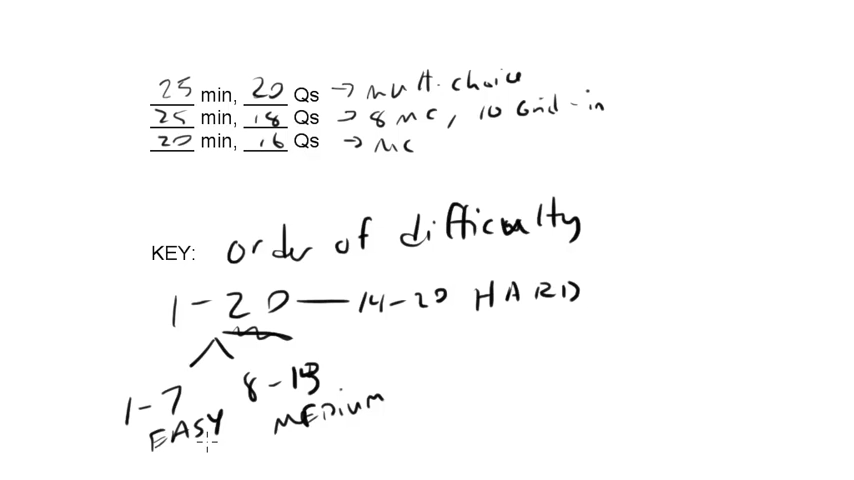 25 min, 20 Qs → mult. choice
25 min, 18 Qs → 8 MC, 10 Grid-in
20 min, 16 Qs → MC
KEY: order of difficulty
1-20 — 14-20 HARD
1-7 8-13
EASY MEDIUM